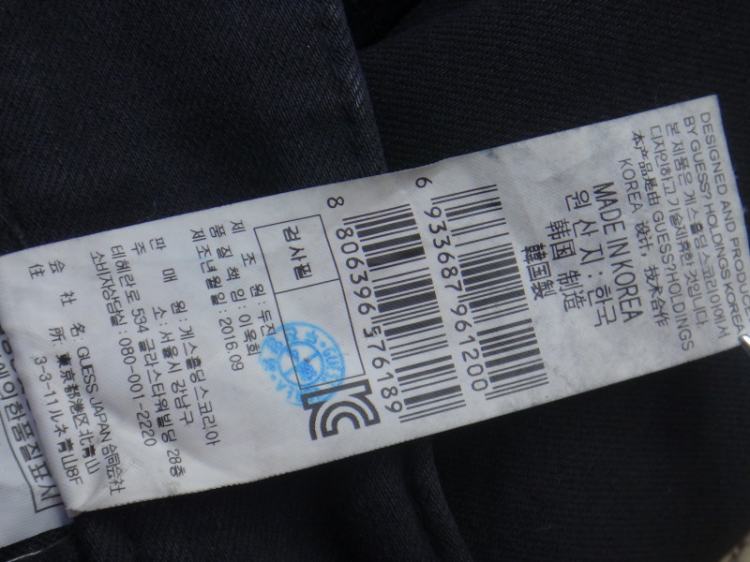 DESIGNED AND PRODU
BY GUESS? HOLDINGS KOREA
본 제품은 게스홀딩스코리아에서
디자인하고 기술제휴한 것입니다.
本产品是由 GUESS?HOLDINGS
KOREA 设计, 技术合作
MADE IN KOREA
원 산 지 : 한국
韩国 制造
韓国製
6 933687 961200
8 806396 576189
검사필
제 조 원 : 두진
품 질 책 임 : 이욱희
제조년월일 : 2016.09
판 매 원 : 게스홀딩스코리아
주 소 : 서울시 강남구
테헤란로 534 글라스타워빌딩 28층
소비자상담실 080-001-2220
会 社 名 : GUESS JAPAN 合同会社
住 所 : 東京都港区北青山
3-3-11 ルネ青山8F